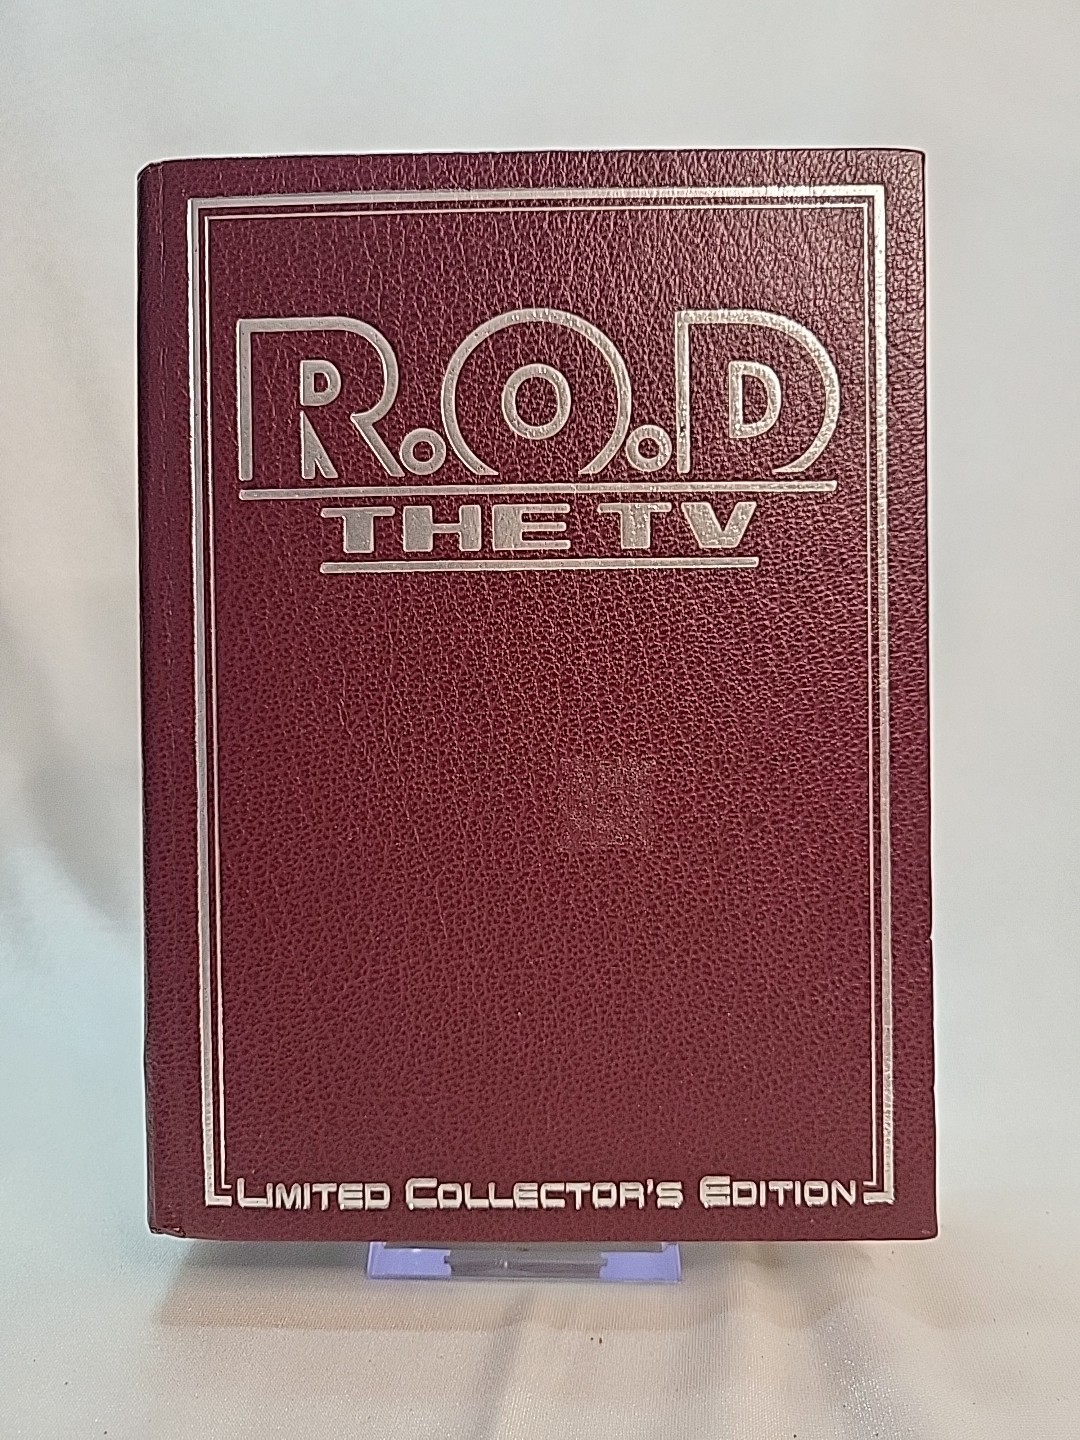 R.O.D
THE TV
LIMITED COLLECTOR'S EDITION